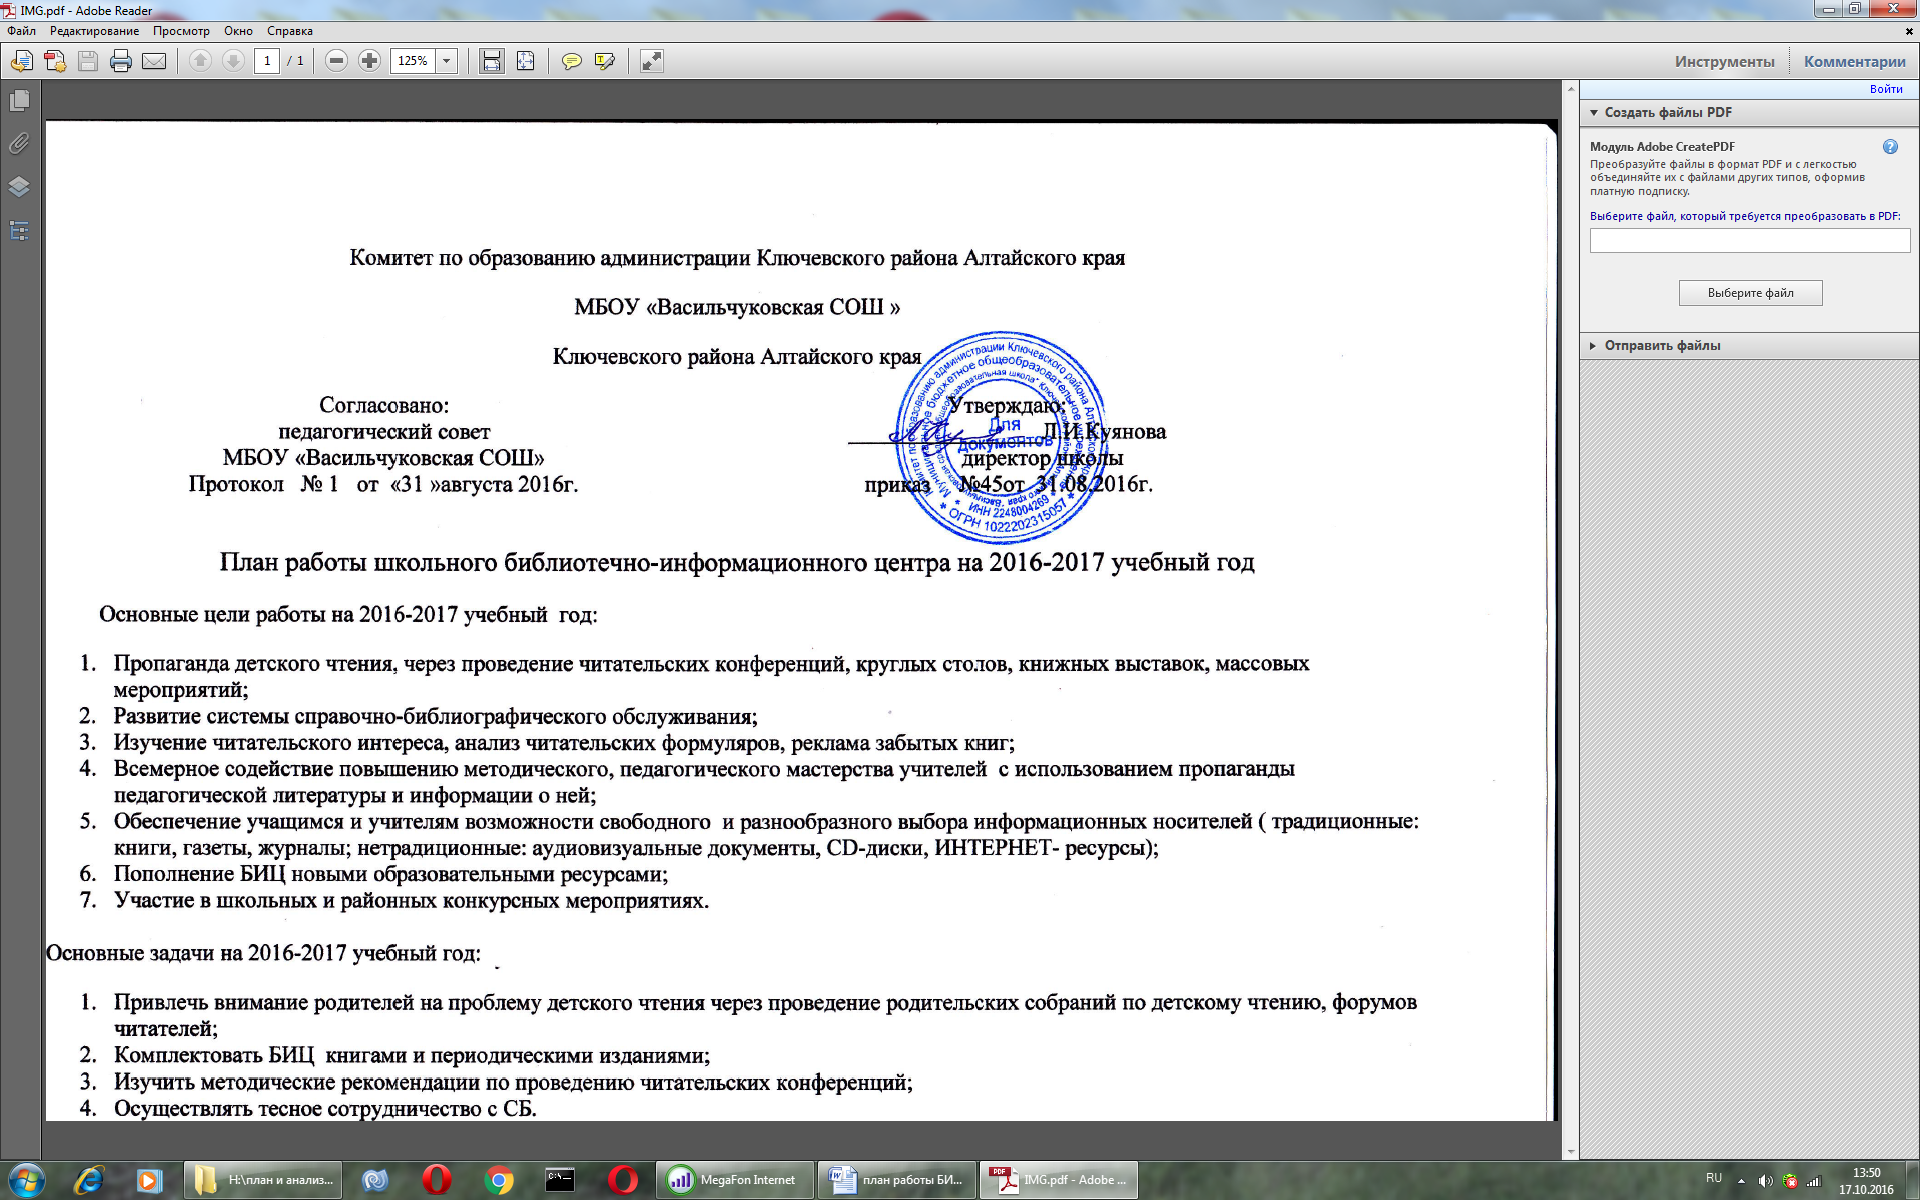 IMG.pdf - Adobe Reader
Файл Редактирование Просмотр Окно Справка
1 / 1 125%
Инструменты Комментарии
Войти
Создать файлы PDF
Модуль Adobe CreatePDF
Преобразуйте файлы в формат PDF и с легкостью
объединяйте их с файлами других типов, оформив
платную подписку.
Выберите файл, который требуется преобразовать в PDF:
Выберите файл
Отправить файлы
Комитет по образованию администрации Ключевского района Алтайского края
МБОУ «Васильчуковская СОШ »
Ключевского района Алтайского края
Согласовано:
педагогический совет
МБОУ «Васильчуковская СОШ»
Протокол № 1 от «31 »августа 2016г.
Утверждаю:
Л.И.Куянова
директор школы
приказ №45от 31.08.2016г.
Для
документов
ИНН 2248004269
ОГРН 1022202315057
План работы школьного библиотечно-информационного центра на 2016-2017 учебный год
Основные цели работы на 2016-2017 учебный год:
1. Пропаганда детского чтения, через проведение читательских конференций, круглых столов, книжных выставок, массовых
мероприятий;
2. Развитие системы справочно-библиографического обслуживания;
3. Изучение читательского интереса, анализ читательских формуляров, реклама забытых книг;
4. Всемерное содействие повышению методического, педагогического мастерства учителей с использованием пропаганды
педагогической литературы и информации о ней;
5. Обеспечение учащимся и учителям возможности свободного и разнообразного выбора информационных носителей ( традиционные:
книги, газеты, журналы; нетрадиционные: аудиовизуальные документы, CD-диски, ИНТЕРНЕТ- ресурсы);
6. Пополнение БИЦ новыми образовательными ресурсами;
7. Участие в школьных и районных конкурсных мероприятиях.
Основные задачи на 2016-2017 учебный год:
1. Привлечь внимание родителей на проблему детского чтения через проведение родительских собраний по детскому чтению, форумов
читателей;
2. Комплектовать БИЦ книгами и периодическими изданиями;
3. Изучить методические рекомендации по проведению читательских конференций;
4. Осуществлять тесное сотрудничество с СБ.
H:\план и анализ... MegaFon Internet план работы БИ... IMG.pdf - Adobe ... RU 13:50
17.10.2016